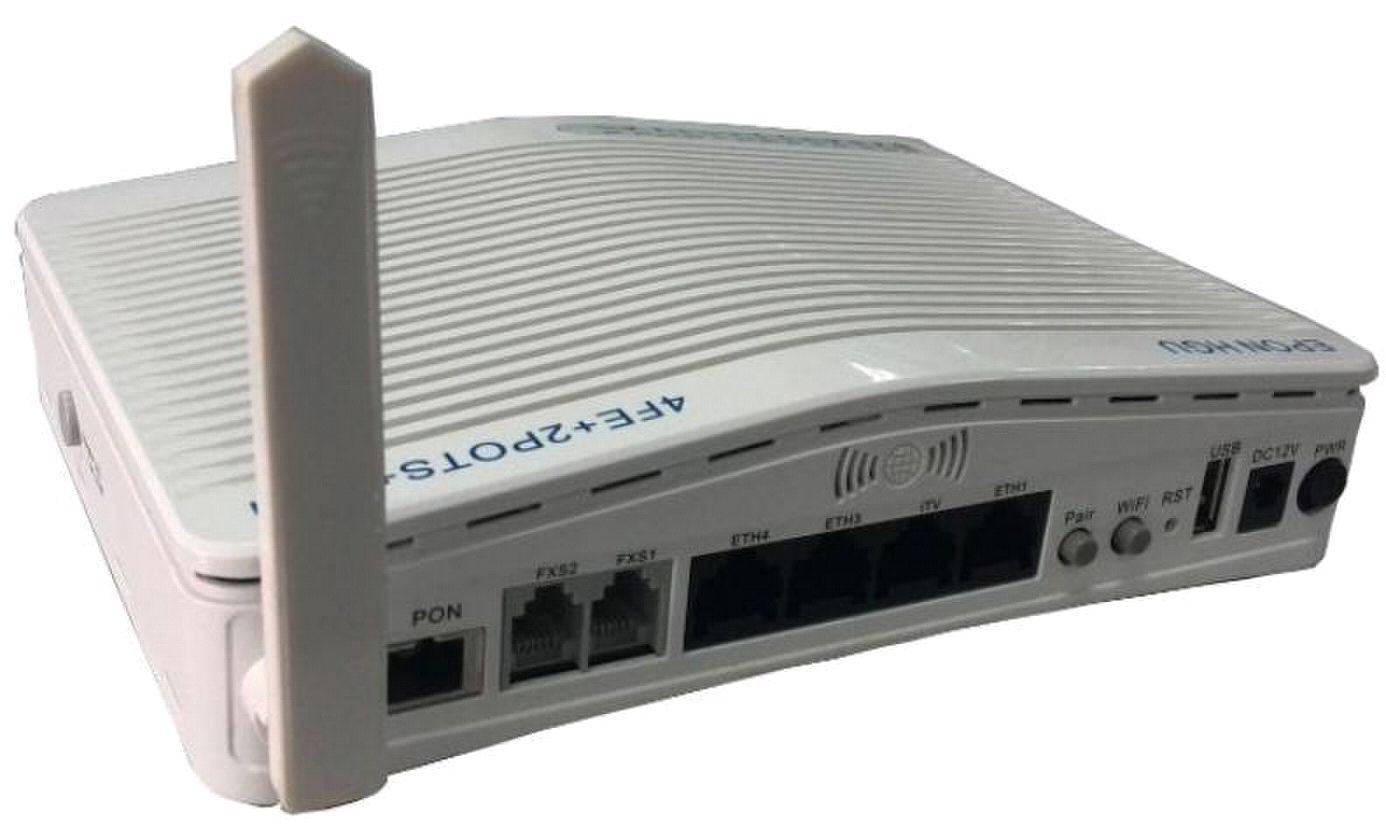 EPON HGU
4FE+2POTS+
PON
FXS2
FXS1
ETH4
ETH3
iTV
ETH1
Pair
WiFi
RST
USB
DC12V
PWR